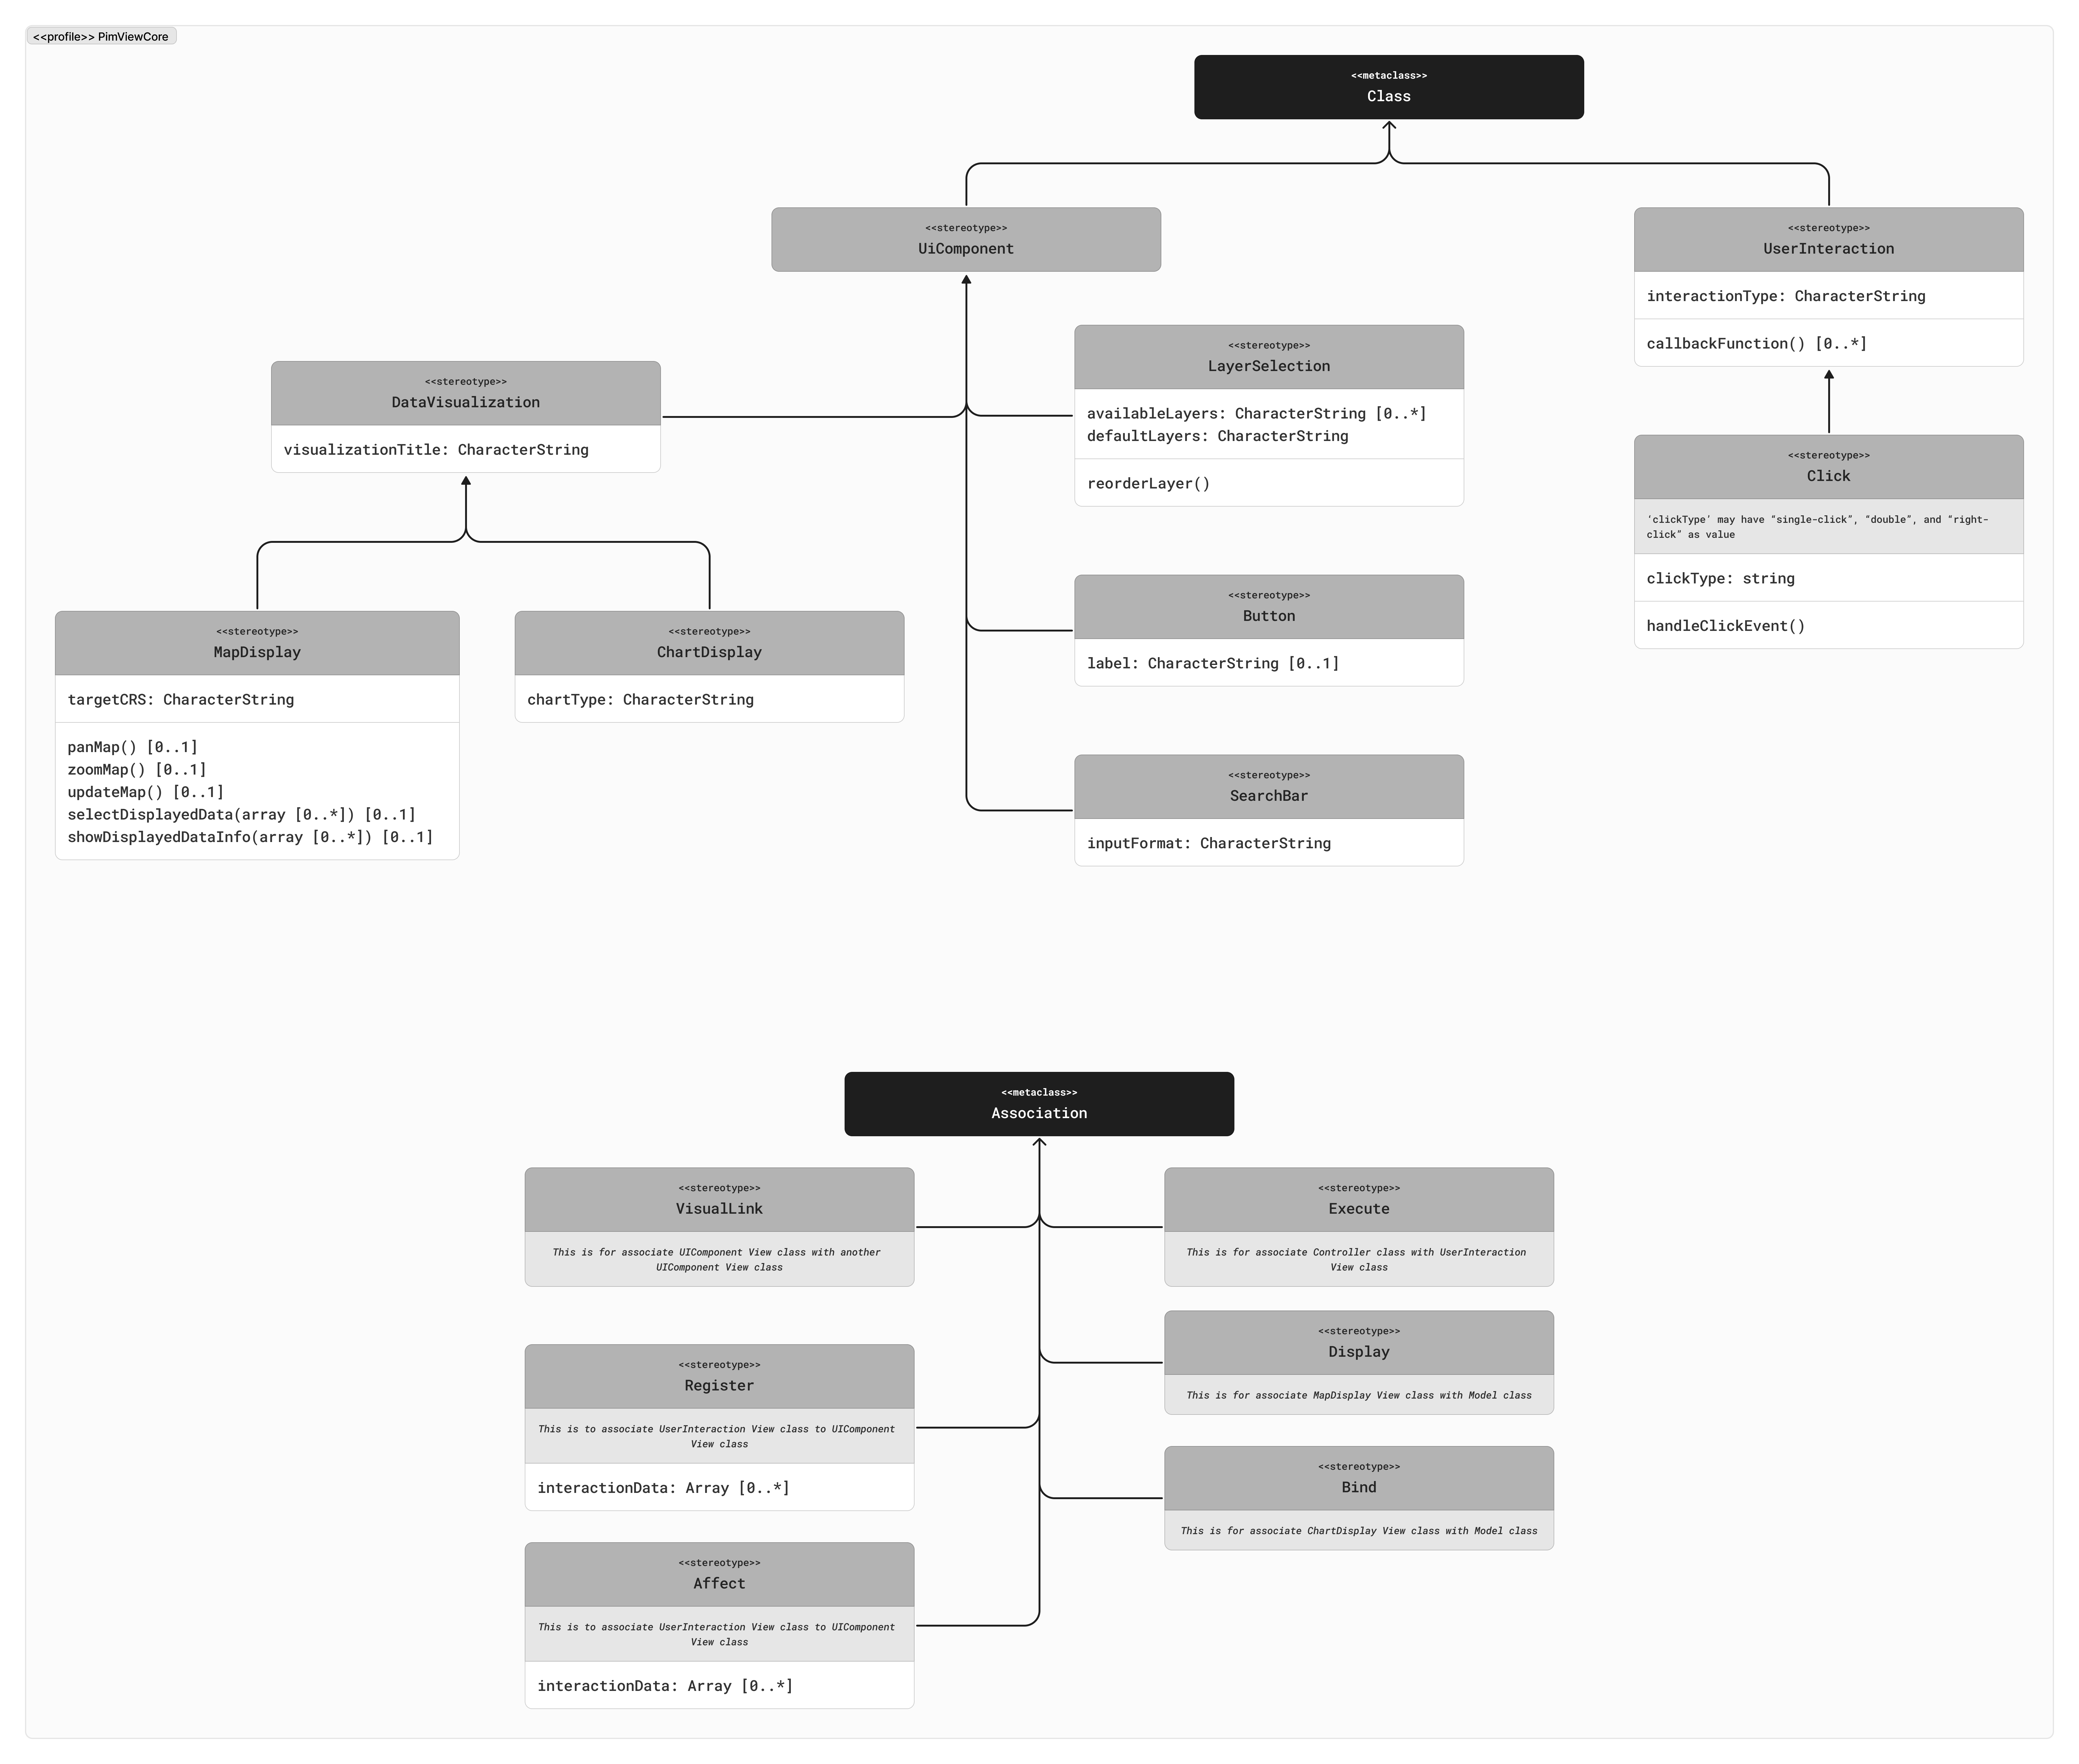 <<profile>> PimViewCore
<<metaclass>>
Class
<<stereotype>>
UiComponent
<<stereotype>>
UserInteraction
interactionType: CharacterString
callbackFunction() [0..*]
<<stereotype>>
LayerSelection
availableLayers: CharacterString [0..*]
defaultLayers: CharacterString
reorderLayer()
<<stereotype>>
DataVisualization
visualizationTitle: CharacterString
<<stereotype>>
Click
‘clickType’ may have “single-click”, “double”, and “right-
click” as value
clickType: string
handleClickEvent()
<<stereotype>>
Button
label: CharacterString [0..1]
<<stereotype>>
MapDisplay
targetCRS: CharacterString
panMap() [0..1]
zoomMap() [0..1]
updateMap() [0..1]
selectDisplayedData(array [0..*]) [0..1]
showDisplayedDataInfo(array [0..*]) [0..1]
<<stereotype>>
ChartDisplay
chartType: CharacterString
<<stereotype>>
SearchBar
inputFormat: CharacterString
<<metaclass>>
Association
<<stereotype>>
VisualLink
This is for associate UIComponent View class with another
UIComponent View class
<<stereotype>>
Execute
This is for associate Controller class with UserInteraction
View class
<<stereotype>>
Display
This is for associate MapDisplay View class with Model class
<<stereotype>>
Register
This is to associate UserInteraction View class to UIComponent
View class
interactionData: Array [0..*]
<<stereotype>>
Bind
This is for associate ChartDisplay View class with Model class
<<stereotype>>
Affect
This is to associate UserInteraction View class to UIComponent
View class
interactionData: Array [0..*]